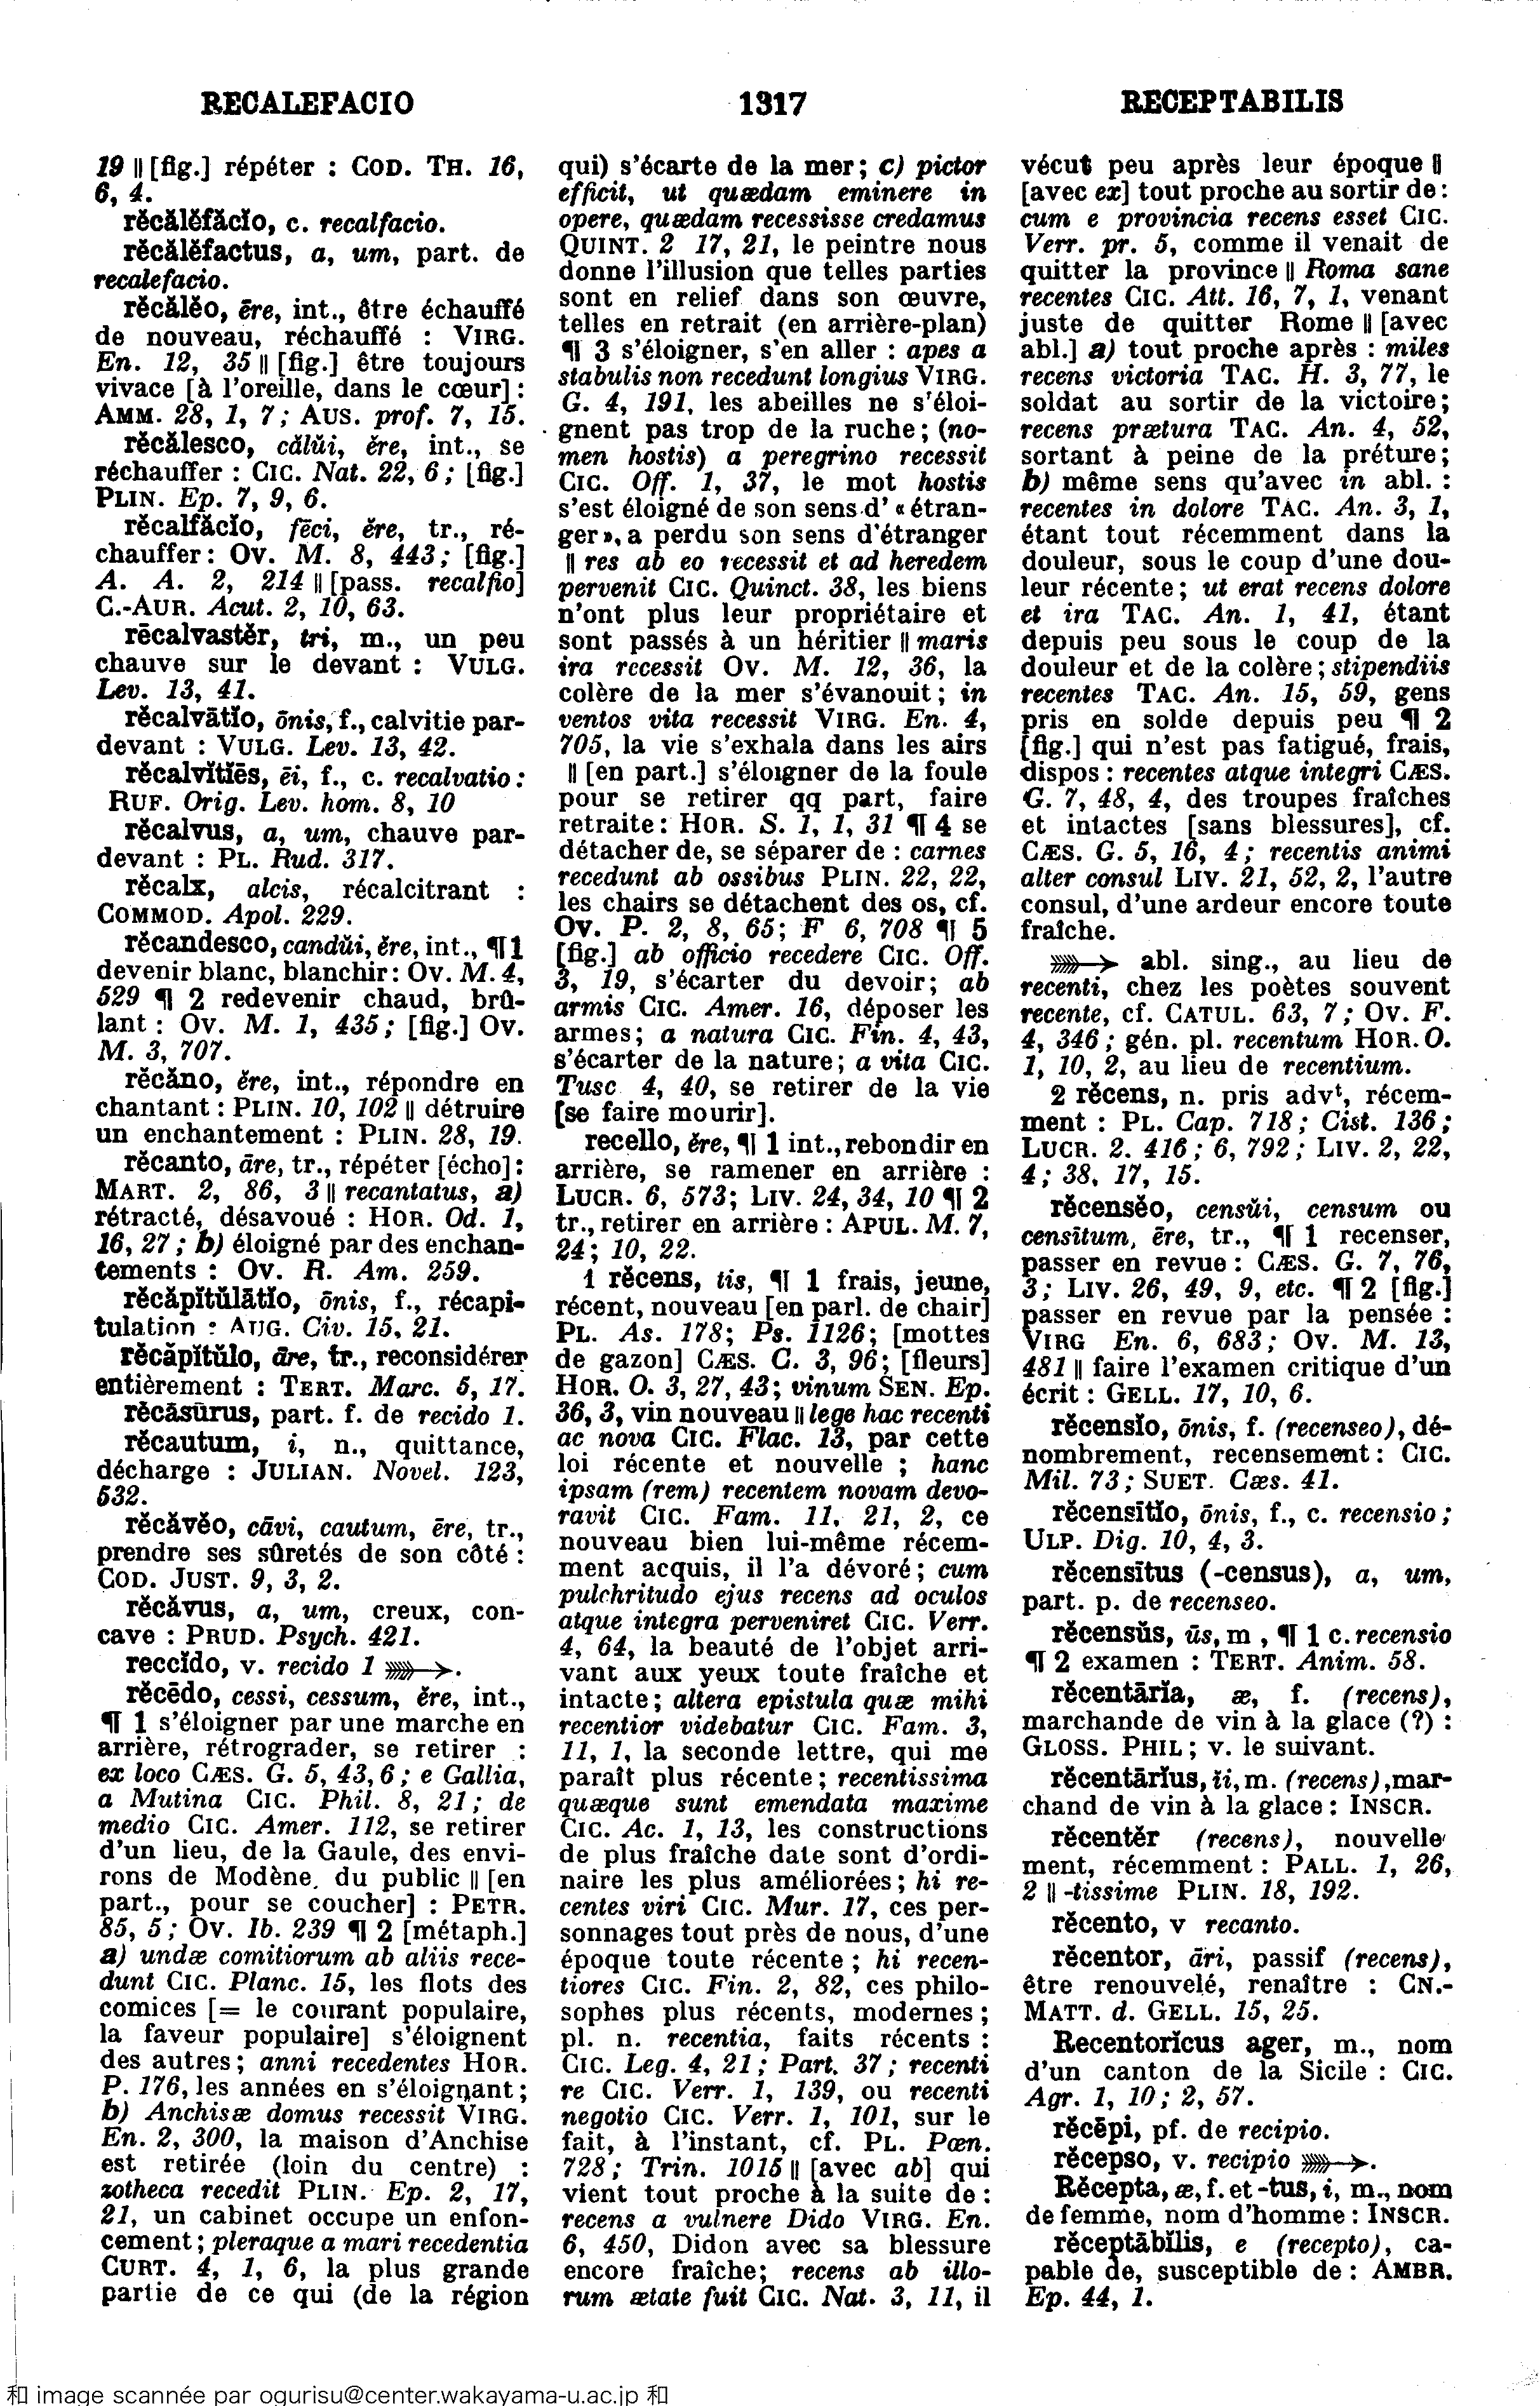 RECALEFACIO
1317
RECEPTABILIS
19 || [fig.] répéter : COD. TH. 16,
6, 4.
rĕcălĕfăcĭo, c. recalfacio.
rĕcălĕfactus, a, um, part. de
recalefacio.
rĕcălĕo, ēre, int., être échauffé
de nouveau, réchauffé : VIRG.
En. 12, 35 || [fig.] être toujours
vivace [à l'oreille, dans le cœur] :
AMM. 28, 1, 7 ; AUS. prof. 7, 15.
rĕcălesco, călŭi, ĕre, int., se
réchauffer : CIC. Nat. 22, 6 ; [fig.]
PLIN. Ep. 7, 9, 6.
rĕcalfăcĭo, fēci, ĕre, tr., ré-
chauffer : OV. M. 8, 443 ; [fig.]
A. A. 2, 214 || [pass. recalfio]
C.-AUR. Acut. 2, 10, 63.
rĕcalvastĕr, tri, m., un peu
chauve sur le devant : VULG.
Lev. 13, 41.
rĕcalvātĭo, ōnis, f., calvitie par-
devant : VULG. Lev. 13, 42.
rĕcalvĭtĭēs, ēi, f., c. recalvatio :
RUF. Orig. Lev. hom. 8, 10
rĕcalvus, a, um, chauve par-
devant : PL. Rud. 317.
rĕcalx, alcis, récalcitrant :
COMMOD. Apol. 229.
rĕcandesco, candŭi, ĕre, int., ¶ 1
devenir blanc, blanchir : OV. M. 4,
529 ¶ 2 redevenir chaud, brû-
lant : OV. M. 1, 435 ; [fig.] OV.
M. 3, 707.
rĕcăno, ĕre, int., répondre en
chantant : PLIN. 10, 102 || détruire
un enchantement : PLIN. 28, 19.
rĕcanto, āre, tr., répéter [écho] :
MART. 2, 86, 3 || recantatus, a)
rétracté, désavoué : HOR. Od. 1,
16, 27 ; b) éloigné par des enchan-
tements : OV. R. Am. 259.
rĕcăpĭtŭlātĭo, ōnis, f., récapi-
tulation : AUG. Civ. 15, 21.
rĕcăpĭtŭlo, āre, tr., reconsidérer
entièrement : TERT. Marc. 5, 17.
rĕcāsūrus, part. f. de recido 1.
rĕcautum, i, n., quittance,
décharge : JULIAN. Novel. 123,
532.
rĕcăvĕo, cāvi, cautum, ēre, tr.,
prendre ses sûretés de son côté :
COD. JUST. 9, 3, 2.
rĕcăvus, a, um, creux, con-
cave : PRUD. Psych. 421.
reccĭdo, v. recido 1 ⟫→.
rĕcēdo, cessi, cessum, ĕre, int.,
¶ 1 s'éloigner par une marche en
arrière, rétrograder, se retirer :
ex loco CÆS. G. 5, 43, 6 ; e Gallia,
a Mutina CIC. Phil. 8, 21 ; de
medio CIC. Amer. 112, se retirer
d'un lieu, de la Gaule, des envi-
rons de Modène, du public || [en
part., pour se coucher] : PETR.
85, 5 ; OV. Ib. 239 ¶ 2 [métaph.]
a) undæ comitiorum ab aliis rece-
dunt CIC. Planc. 15, les flots des
comices [= le courant populaire,
la faveur populaire] s'éloignent
des autres ; anni recedentes HOR.
P. 176, les années en s'éloignant ;
b) Anchisæ domus recessit VIRG.
En. 2, 300, la maison d'Anchise
est retirée (loin du centre) :
zotheca recedit PLIN. Ep. 2, 17,
21, un cabinet occupe un enfon-
cement ; pleraque a mari recedentia
CURT. 4, 1, 6, la plus grande
partie de ce qui (de la région
qui) s'écarte de la mer ; c) pictor
efficit, ut quædam eminere in
opere, quædam recessisse credamus
QUINT. 2 17, 21, le peintre nous
donne l'illusion que telles parties
sont en relief dans son œuvre,
telles en retrait (en arrière-plan)
¶ 3 s'éloigner, s'en aller : apes a
stabulis non recedunt longius VIRG.
G. 4, 191, les abeilles ne s'éloi-
gnent pas trop de la ruche ; (no-
men hostis) a peregrino recessit
CIC. Off. 1, 37, le mot hostis
s'est éloigné de son sens d' « étran-
ger », a perdu son sens d'étranger
|| res ab eo recessit et ad heredem
pervenit CIC. Quinct. 38, les biens
n'ont plus leur propriétaire et
sont passés à un héritier || maris
ira recessit OV. M. 12, 36, la
colère de la mer s'évanouit ; in
ventos vita recessit VIRG. En. 4,
705, la vie s'exhala dans les airs
|| [en part.] s'éloigner de la foule
pour se retirer qq part, faire
retraite : HOR. S. 1, 1, 31 ¶ 4 se
détacher de, se séparer de : carnes
recedunt ab ossibus PLIN. 22, 22,
les chairs se détachent des os, cf.
OV. P. 2, 8, 65 ; F 6, 708 ¶ 5
[fig.] ab officio recedere CIC. Off.
3, 19, s'écarter du devoir ; ab
armis CIC. Amer. 16, déposer les
armes ; a natura CIC. Fin. 4, 43,
s'écarter de la nature ; a vita CIC.
Tusc 4, 40, se retirer de la vie
[se faire mourir].
recello, ĕre, ¶ 1 int., rebondir en
arrière, se ramener en arrière :
LUCR. 6, 573 ; LIV. 24, 34, 10 ¶ 2
tr., retirer en arrière : APUL. M. 7,
24 ; 10, 22.
1 rĕcens, tis, ¶ 1 frais, jeune,
récent, nouveau [en parl. de chair]
PL. As. 178 ; Ps. 1126 ; [mottes
de gazon] CÆS. C. 3, 96 ; [fleurs]
HOR. O. 3, 27, 43 ; vinum SEN. Ep.
36, 3, vin nouveau || lege hac recenti
ac nova CIC. Flac. 13, par cette
loi récente et nouvelle ; hanc
ipsam (rem) recentem novam devo-
ravit CIC. Fam. 11, 21, 2, ce
nouveau bien lui-même récem-
ment acquis, il l'a dévoré ; cum
pulchritudo ejus recens ad oculos
atque integra perveniret CIC. Verr.
4, 64, la beauté de l'objet arri-
vant aux yeux toute fraîche et
intacte ; altera epistula quæ mihi
recentior videbatur CIC. Fam. 3,
11, 1, la seconde lettre, qui me
paraît plus récente ; recentissima
quæque sunt emendata maxime
CIC. Ac. 1, 13, les constructions
de plus fraîche date sont d'ordi-
naire les plus améliorées ; hi re-
centes viri CIC. Mur. 17, ces per-
sonnages tout près de nous, d'une
époque toute récente ; hi recen-
tiores CIC. Fin. 2, 82, ces philo-
sophes plus récents, modernes ;
pl. n. recentia, faits récents :
CIC. Leg. 4, 21 ; Part. 37 ; recenti
re CIC. Verr. 1, 139, ou recenti
negotio CIC. Verr. 1, 101, sur le
fait, à l'instant, cf. PL. Pœn.
728 ; Trin. 1015 || [avec ab] qui
vient tout proche à la suite de :
recens a vulnere Dido VIRG. En.
6, 450, Didon avec sa blessure
encore fraîche ; recens ab illo-
rum ætate fuit CIC. Nat. 3, 11, il
vécut peu après leur époque ||
[avec ex] tout proche au sortir de :
cum e provincia recens esset CIC.
Verr. pr. 5, comme il venait de
quitter la province || Roma sane
recentes CIC. Att. 16, 7, 1, venant
juste de quitter Rome || [avec
abl.] a) tout proche après : miles
recens victoria TAC. H. 3, 77, le
soldat au sortir de la victoire ;
recens prætura TAC. An. 4, 52,
sortant à peine de la préture ;
b) même sens qu'avec in abl. :
recentes in dolore TAC. An. 3, 1,
étant tout récemment dans la
douleur, sous le coup d'une dou-
leur récente ; ut erat recens dolore
et ira TAC. An. 1, 41, étant
depuis peu sous le coup de la
douleur et de la colère ; stipendiis
recentes TAC. An. 15, 59, gens
pris en solde depuis peu ¶ 2
[fig.] qui n'est pas fatigué, frais,
dispos : recentes atque integri CÆS.
G. 7, 48, 4, des troupes fraîches
et intactes [sans blessures], cf.
CÆS. G. 5, 16, 4 ; recentis animi
alter consul LIV. 21, 52, 2, l'autre
consul, d'une ardeur encore toute
fraîche.
⟫→ abl. sing., au lieu de
recenti, chez les poètes souvent
recente, cf. CATUL. 63, 7 ; OV. F.
4, 346 ; gén. pl. recentum HOR. O.
1, 10, 2, au lieu de recentium.
2 rĕcens, n. pris advᵗ, récem-
ment : PL. Cap. 718 ; Cist. 136 ;
LUCR. 2. 416 ; 6, 792 ; LIV. 2, 22,
4 ; 38, 17, 15.
rĕcensĕo, censŭi, censum ou
censītum, ēre, tr., ¶ 1 recenser,
passer en revue : CÆS. G. 7, 76,
3 ; LIV. 26, 49, 9, etc. ¶ 2 [fig.]
passer en revue par la pensée :
VIRG En. 6, 683 ; OV. M. 13,
481 || faire l'examen critique d'un
écrit : GELL. 17, 10, 6.
rĕcensĭo, ōnis, f. (recenseo), dé-
nombrement, recensement : CIC.
Mil. 73 ; SUET. Cæs. 41.
rĕcensītĭo, ōnis, f., c. recensio ;
ULP. Dig. 10, 4, 3.
rĕcensītus (-census), a, um,
part. p. de recenseo.
rĕcensŭs, ūs, m , ¶ 1 c. recensio
¶ 2 examen : TERT. Anim. 58.
rĕcentārĭa, æ, f. (recens),
marchande de vin à la glace (?) :
GLOSS. PHIL ; v. le suivant.
rĕcentārĭus, ĭi, m. (recens), mar-
chand de vin à la glace : INSCR.
rĕcentĕr (recens), nouvelle
ment, récemment : PALL. 1, 26,
2 || -tissime PLIN. 18, 192.
rĕcento, v recanto.
rĕcentor, āri, passif (recens),
être renouvelé, renaître : CN.-
MATT. d. GELL. 15, 25.
Recentorĭcus ager, m., nom
d'un canton de la Sicile : CIC.
Agr. 1, 10 ; 2, 57.
rĕcēpi, pf. de recipio.
rĕcepso, v. recipio ⟫→.
Rĕcepta, æ, f. et -tus, i, m., nom
de femme, nom d'homme : INSCR.
rĕceptābĭlis, e (recepto), ca-
pable de, susceptible de : AMBR.
Ep. 44, 1.
和 image scannée par ogurisu@center.wakayama-u.ac.jp 和